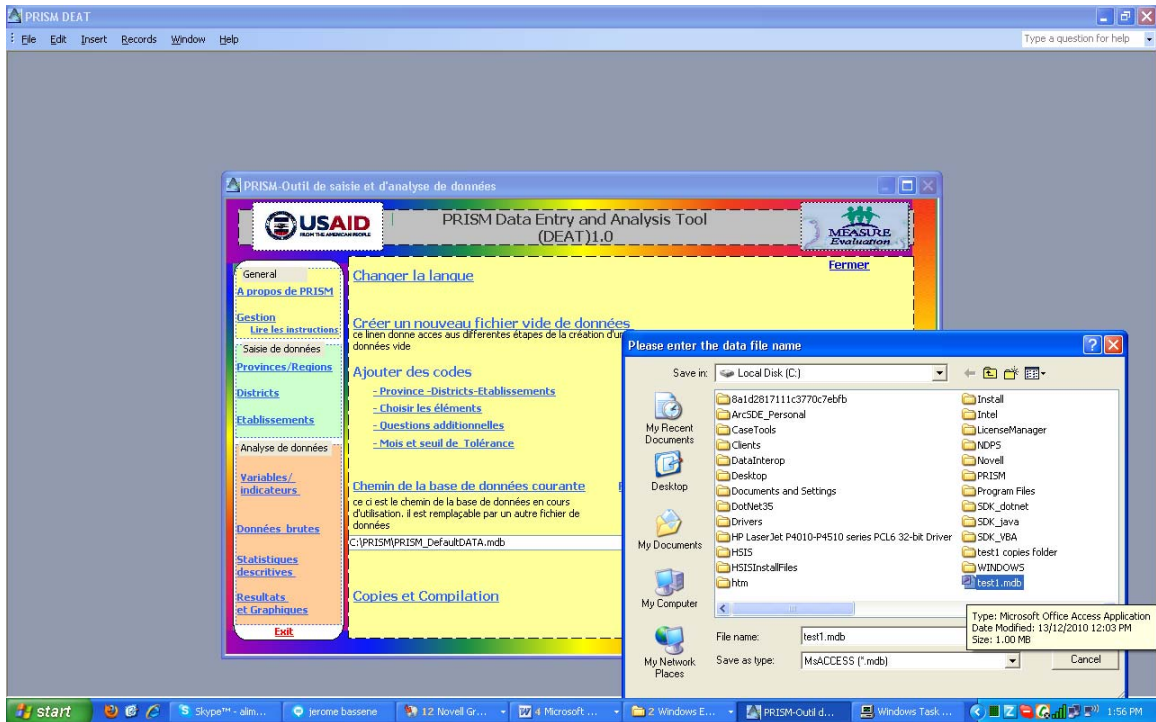 PRISM DEAT
File Edit Insert Records Window Help
Type a question for help
PRISM-Outil de saisie et d'analyse de données
USAID
FROM THE AMERICAN PEOPLE
PRISM Data Entry and Analysis Tool
(DEAT)1.0
MEASURE
Evaluation
General
A propos de PRISM
Gestion
Lire les instructions
Saisie de données
Provinces/Regions
Districts
Etablissements
Analyse de données
Variables/
indicateurs
Données brutes
Statistiques
descritives
Resultats
et Graphiques
Exit
Fermer
Changer la langue
Créer un nouveau fichier vide de données
ce linen donne acces aus differentes étapes de la création d'un
données vide
Ajouter des codes
- Province -Districts-Etablissements
- Choisir les éléments
- Questions additionnelles
- Mois et seuil de Tolérance
Chemin de la base de données courante
ce ci est le chemin de la base de données en cours
d'utilisation. il est remplaçable par un autre fichier de
données
C:\PRISM\PRISM_DefaultDATA.mdb
Copies et Compilation
Please enter the data file name
Save in: Local Disk (C:)
My Recent
Documents
Desktop
My Documents
My Computer
My Network
Places
8a1d2817111c3770c7ebfb
ArcSDE_Personal
CaseTools
Clients
DataInterop
Desktop
Documents and Settings
DotNet35
Drivers
HP LaserJet P4010-P4510 series PCL6 32-bit Driver
HSIS
HSISInstallFiles
htm
Install
Intel
LicenseManager
NDPS
Novell
PRISM
Program Files
SDK_dotnet
SDK_java
SDK_VBA
test1 copies folder
WINDOWS
test1.mdb
Type: Microsoft Office Access Application
Date Modified: 13/12/2010 12:03 PM
Size: 1.00 MB
File name: test1.mdb
Save as type: MsACCESS (*.mdb)
Cancel
start
Skype™ - alim...
jerome bassene
12 Novell Gr...
4 Microsoft ...
2 Windows E...
PRISM-Outil d...
Windows Task ...
1:56 PM